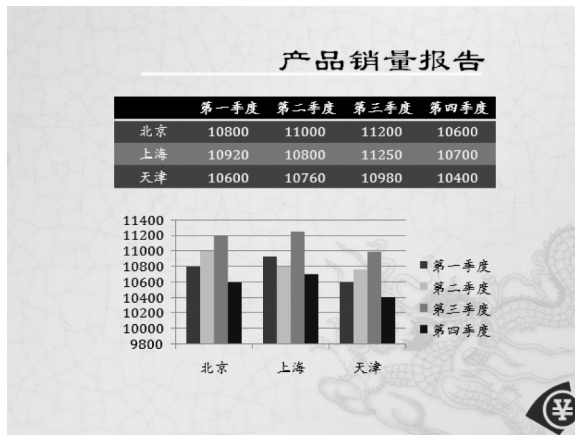 产品销量报告
第一季度 第二季度 第三季度 第四季度
北京 10800 11000 11200 10600
上海 10920 10800 11250 10700
天津 10600 10760 10980 10400
11400
11200
11000
10800
10600
10400
10200
10000
9800
北京 上海 天津
第一季度
第二季度
第三季度
第四季度
¥